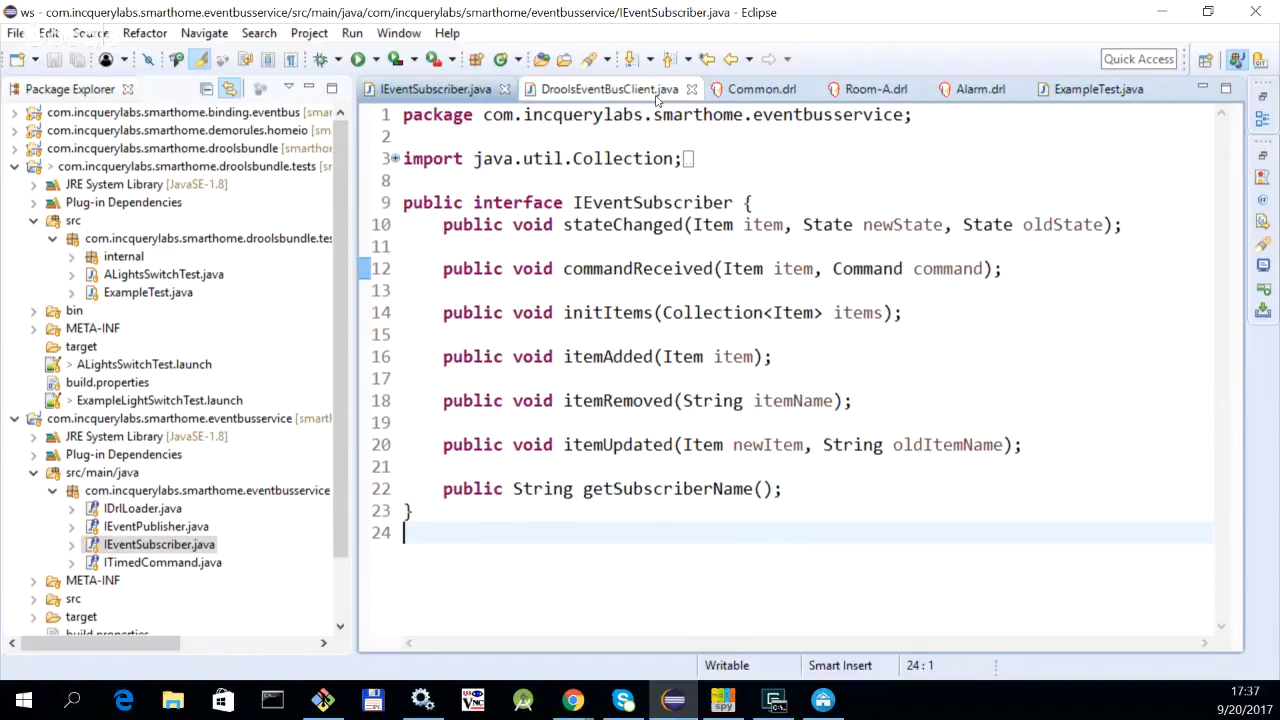 ws - com.incquerylabs.smarthome.eventbusservice/src/main/java/com/incquerylabs/smarthome/eventbusservice/IEventSubscriber.java - Eclipse
File Edit Source Refactor Navigate Search Project Run Window Help
Quick Access
Package Explorer
IEventSubscriber.java DroolsEventBusClient.java Common.drl Room-A.drl Alarm.drl ExampleTest.java
com.incquerylabs.smarthome.binding.eventbus [smar
com.incquerylabs.smarthome.demorules.homeio [smar
com.incquerylabs.smarthome.droolsbundle [smarthom
> com.incquerylabs.smarthome.droolsbundle.tests [sma
JRE System Library [JavaSE-1.8]
Plug-in Dependencies
src
com.incquerylabs.smarthome.droolsbundle.tes
internal
ALightsSwitchTest.java
ExampleTest.java
bin
META-INF
target
> ALightsSwitchTest.launch
build.properties
> ExampleLightSwitchTest.launch
com.incquerylabs.smarthome.eventbusservice [smarth
JRE System Library [JavaSE-1.8]
Plug-in Dependencies
src/main/java
com.incquerylabs.smarthome.eventbusservice
IDrlLoader.java
IEventPublisher.java
IEventSubscriber.java
ITimedCommand.java
META-INF
src
target
build.properties
1 package com.incquerylabs.smarthome.eventbusservice;
2
3 import java.util.Collection;
8
9 public interface IEventSubscriber {
10 public void stateChanged(Item item, State newState, State oldState);
11
12 public void commandReceived(Item item, Command command);
13
14 public void initItems(Collection<Item> items);
15
16 public void itemAdded(Item item);
17
18 public void itemRemoved(String itemName);
19
20 public void itemUpdated(Item newItem, String oldItemName);
21
22 public String getSubscriberName();
23 }
24
Writable Smart Insert 24 : 1
spy
VNC
17:37
9/20/2017